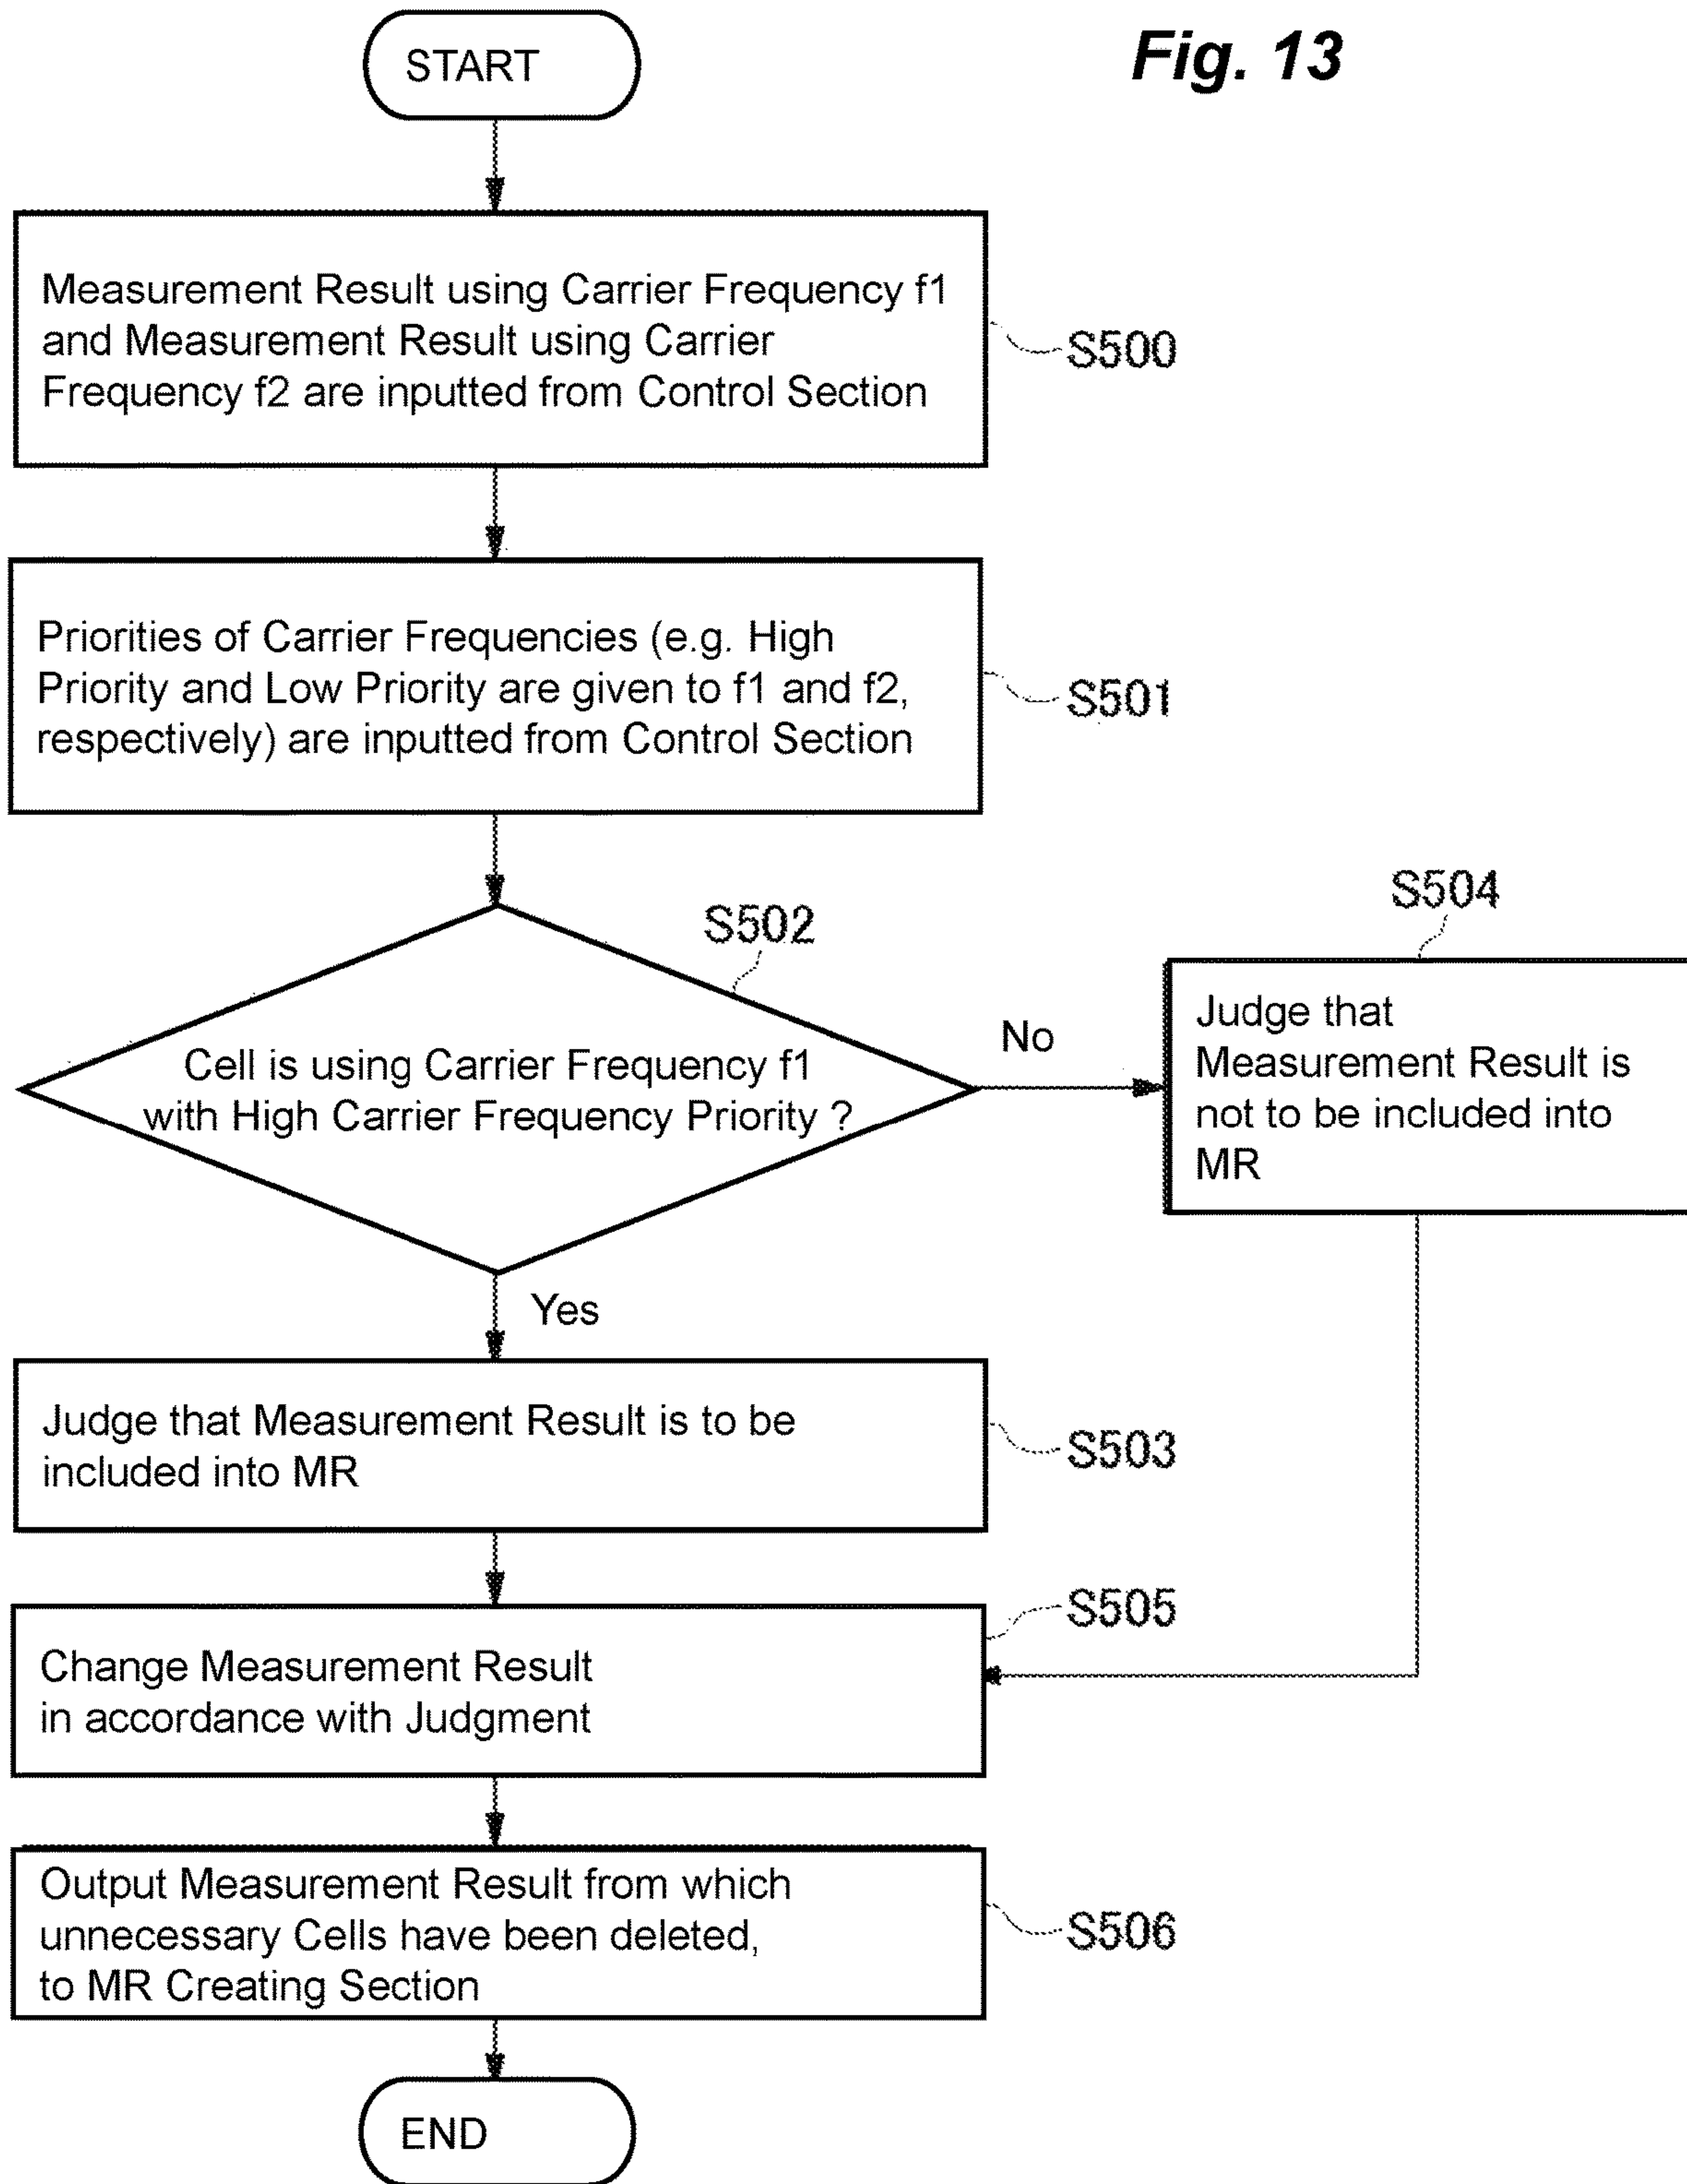 Fig. 13
START
Measurement Result using Carrier Frequency f1
and Measurement Result using Carrier
Frequency f2 are inputted from Control Section
S500
Priorities of Carrier Frequencies (e.g. High
Priority and Low Priority are given to f1 and f2,
respectively) are inputted from Control Section
S501
S502
Cell is using Carrier Frequency f1
with High Carrier Frequency Priority ?
No
S504
Judge that
Measurement Result is
not to be included into
MR
Yes
Judge that Measurement Result is to be
included into MR
S503
Change Measurement Result
in accordance with Judgment
S505
Output Measurement Result from which
unnecessary Cells have been deleted,
to MR Creating Section
S506
END